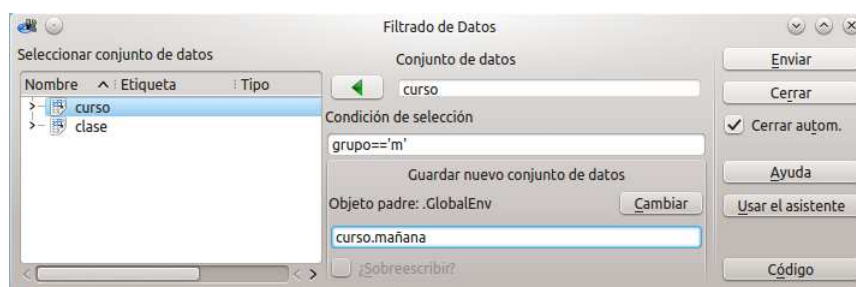 Filtrado de Datos
Seleccionar conjunto de datos
Nombre Etiqueta Tipo
curso
clase
Conjunto de datos
curso
Condición de selección
grupo=='m'
Guardar nuevo conjunto de datos
Objeto padre: .GlobalEnv Cambiar
curso.mañana
¿Sobreescribir?
Enviar
Cerrar
Cerrar autom.
Ayuda
Usar el asistente
Código